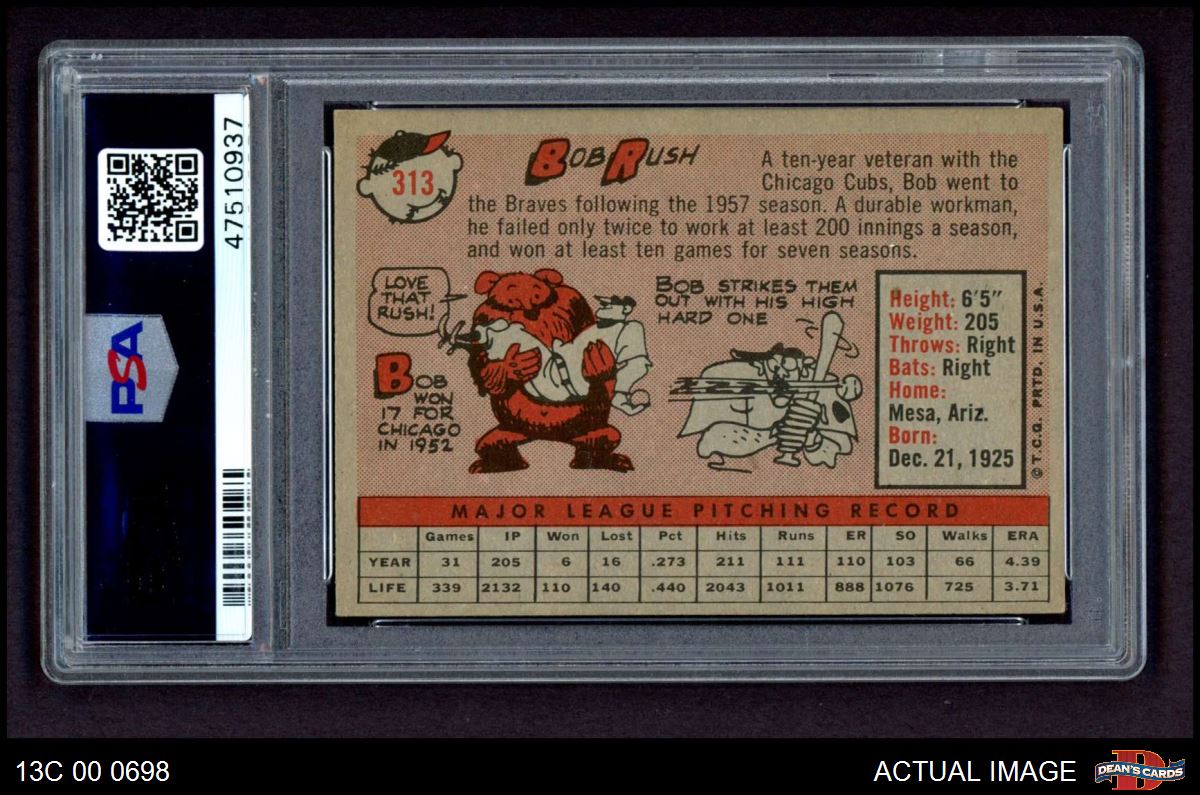 47510937
PSA
313
BOB RUSH
A ten-year veteran with the
Chicago Cubs, Bob went to
the Braves following the 1957 season. A durable workman,
he failed only twice to work at least 200 innings a season,
and won at least ten games for seven seasons.
LOVE
THAT
RUSH!
BOB
WON
17 FOR
CHICAGO
IN 1952
BOB STRIKES THEM
OUT WITH HIS HIGH
HARD ONE
Height: 6'5"
Weight: 205
Throws: Right
Bats: Right
Home:
Mesa, Ariz.
Born:
Dec. 21, 1925
© T.C.G. PRTD. IN U.S.A.
MAJOR LEAGUE PITCHING RECORD
Games IP Won Lost Pct Hits Runs ER SO Walks ERA
YEAR 31 205 6 16 .273 211 111 110 103 66 4.39
LIFE 339 2132 110 140 .440 2043 1011 888 1076 725 3.71
13C 00 0698
ACTUAL IMAGE
DEAN'S CARDS